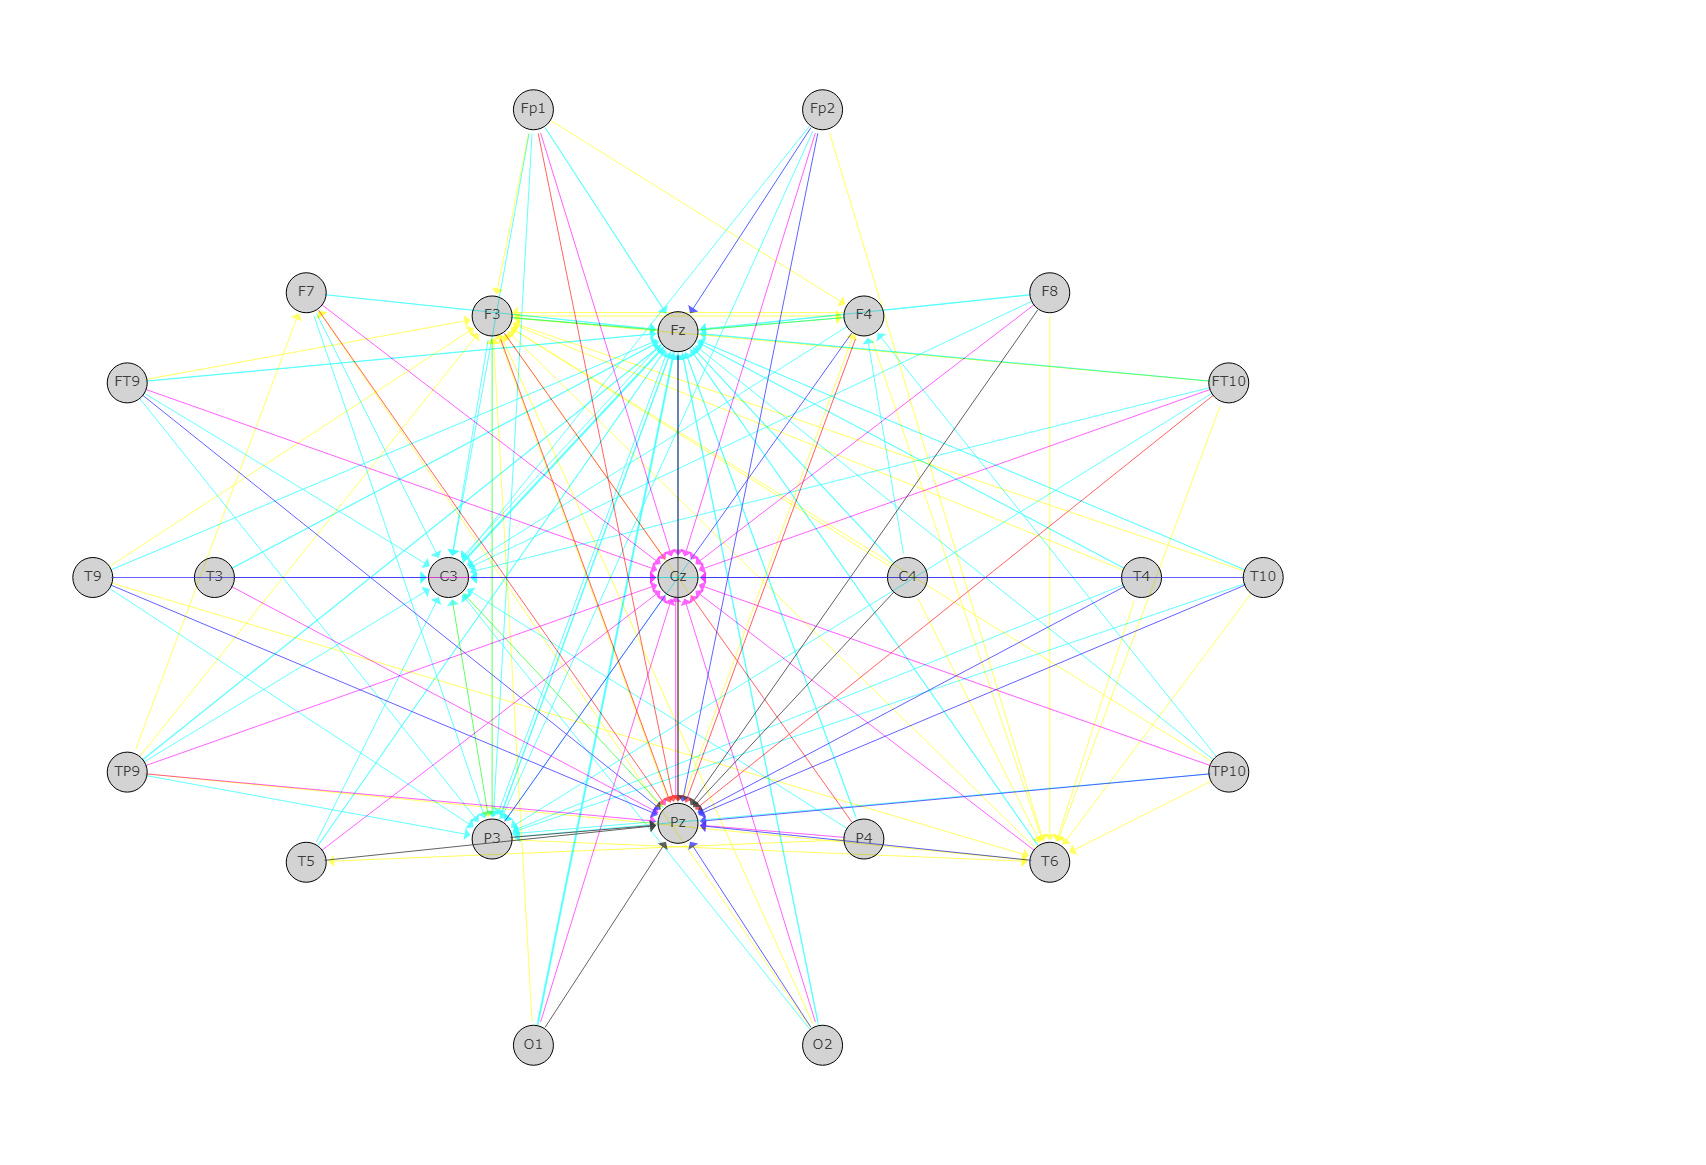 Fp1 Fp2
F7 F3 Fz F4 F8
FT9 FT10
T9 T3 C3 Cz C4 T4 T10
TP9 TP10
T5 P3 Pz P4 T6
O1 O2